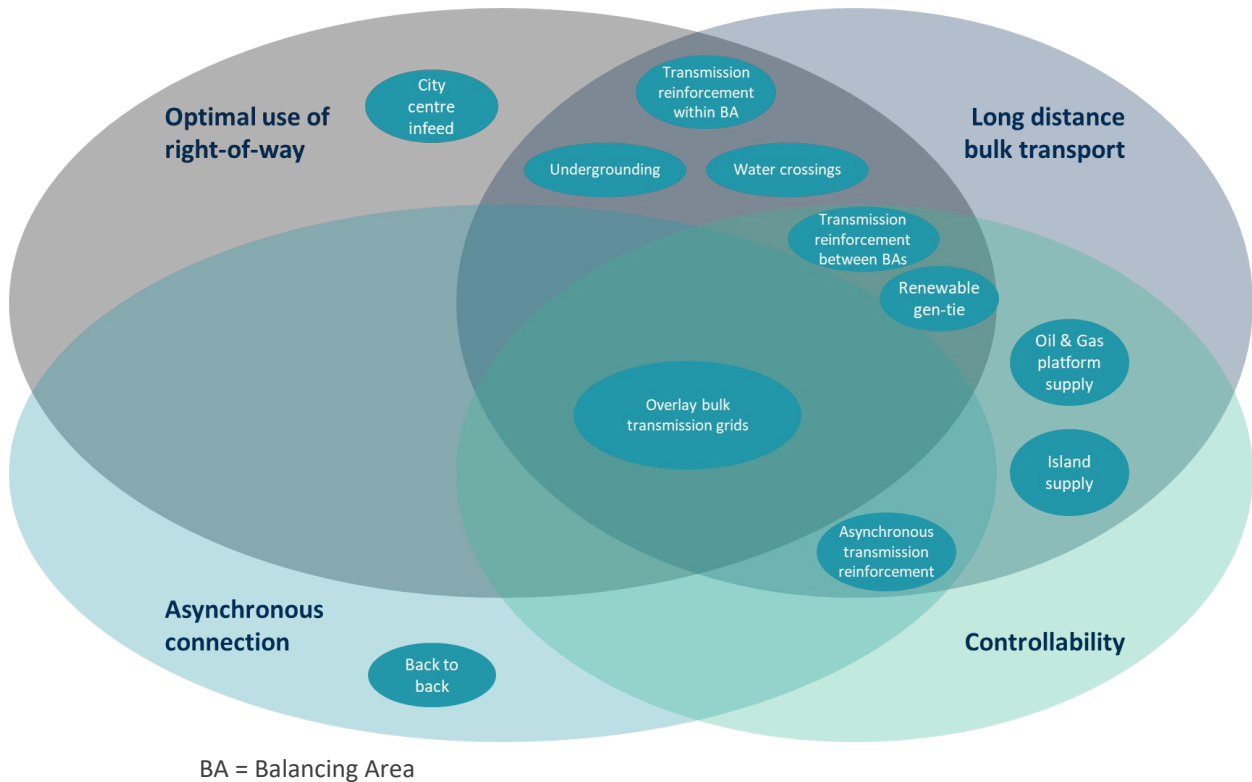 City
centre
infeed
Transmission
reinforcement
within BA
Optimal use of
right-of-way
Long distance
bulk transport
Undergrounding
Water crossings
Transmission
reinforcement
between BAs
Renewable
gen-tie
Oil & Gas
platform
supply
Overlay bulk
transmission grids
Island
supply
Asynchronous
transmission
reinforcement
Asynchronous
connection
Controllability
Back to
back
BA = Balancing Area